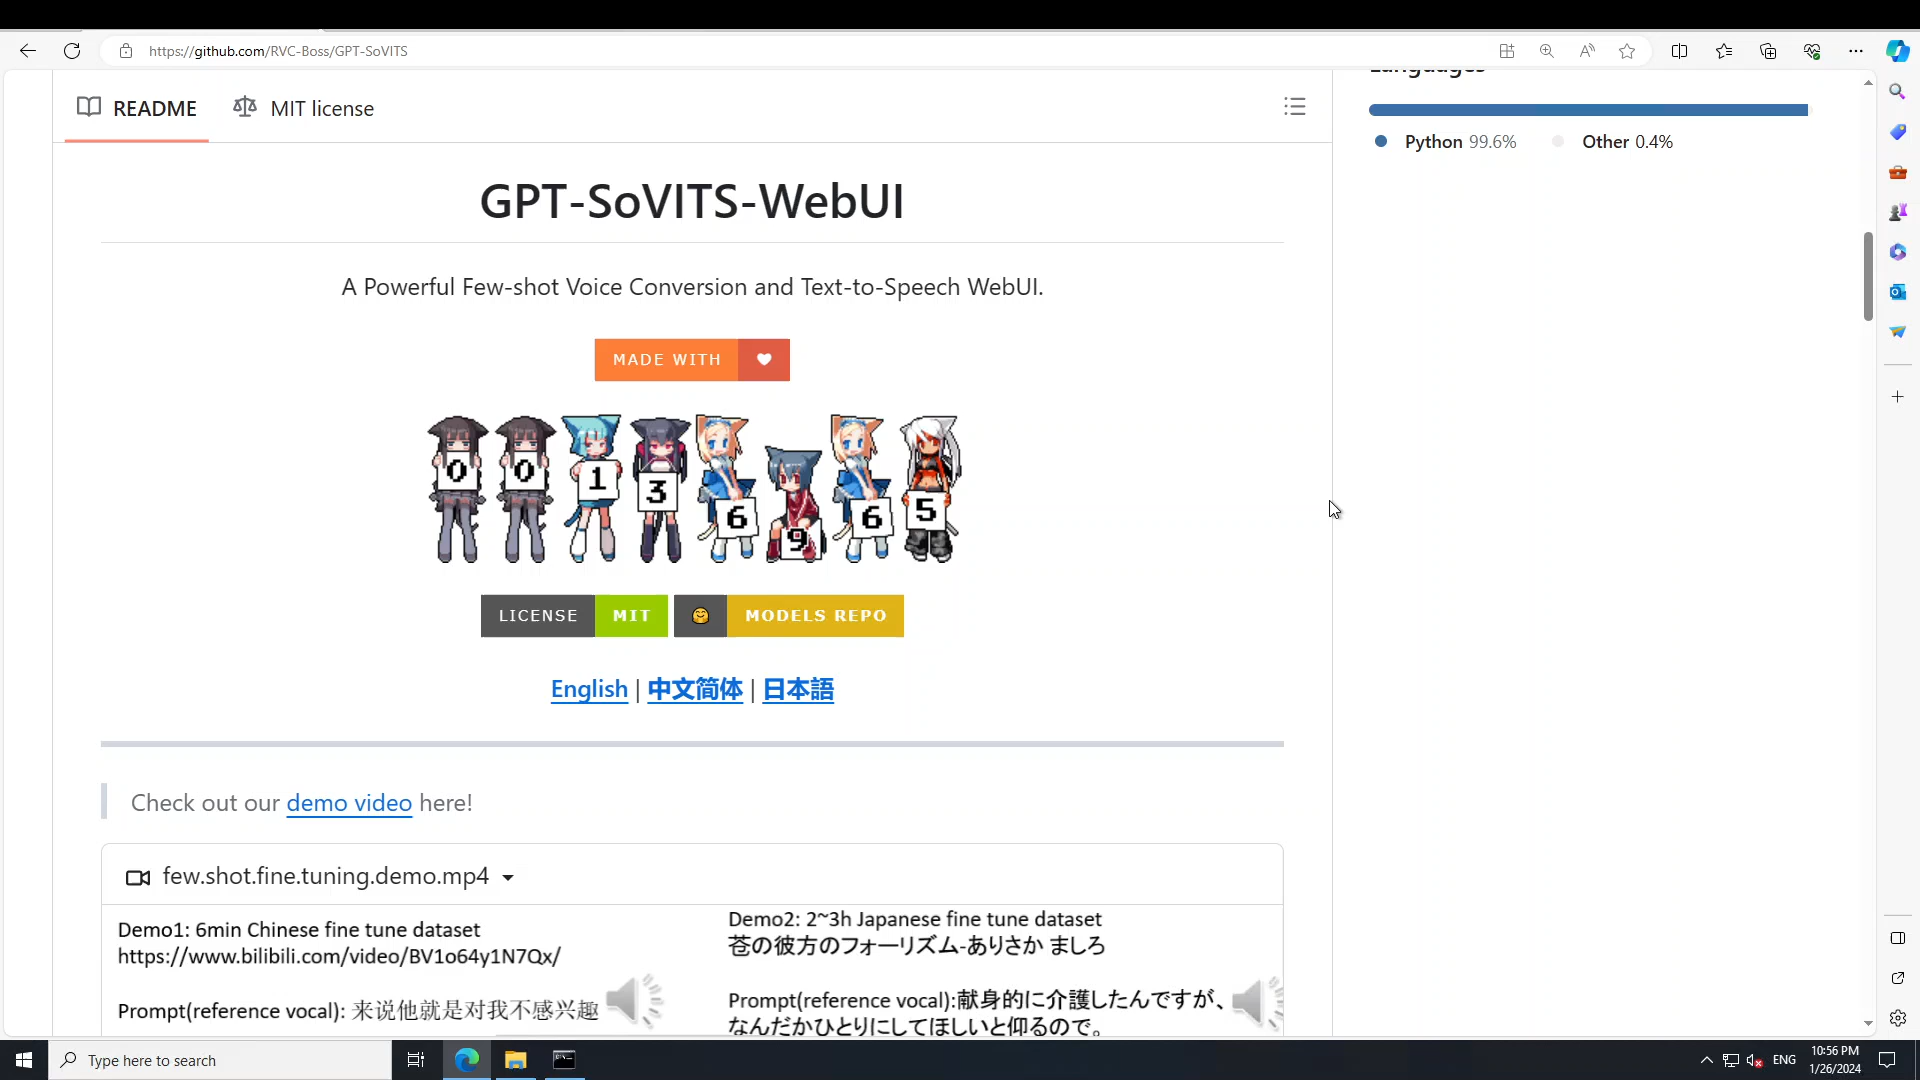 https://github.com/RVC-Boss/GPT-SoVITS
README
MIT license
Languages
Python 99.6%
Other 0.4%
GPT-SoVITS-WebUI
A Powerful Few-shot Voice Conversion and Text-to-Speech WebUI.
MADE WITH
0 0 1 3 6 9 6 5
LICENSE MIT MODELS REPO
English | 中文简体 | 日本語
Check out our demo video here!
few.shot.fine.tuning.demo.mp4
Demo1: 6min Chinese fine tune dataset
https://www.bilibili.com/video/BV1o64y1N7Qx/
Prompt(reference vocal): 来说他就是对我不感兴趣
Demo2: 2~3h Japanese fine tune dataset
苍の彼方のフォーリズム-ありさか ましろ
Prompt(reference vocal):献身的に介護したんですが、
なんだかひとりにしてほしいと仰るので。
Type here to search
ENG
10:56 PM
1/26/2024